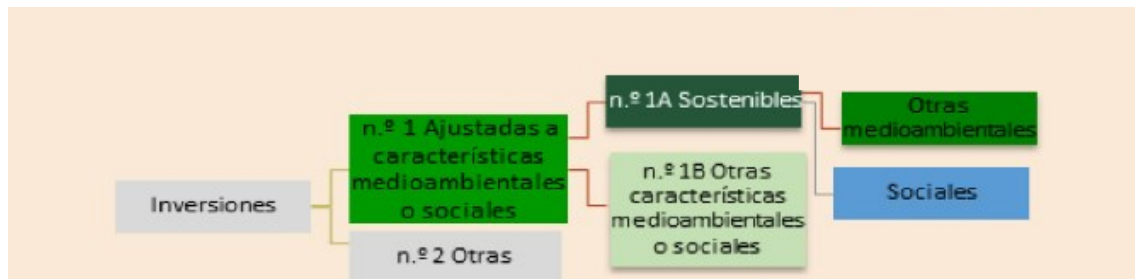 Inversiones
n.º 1 Ajustadas a
características
medioambientales
o sociales
n.º 2 Otras
n.º 1A Sostenibles
n.º 1B Otras
características
medioambientales
o sociales
Otras
medioambientales
Sociales